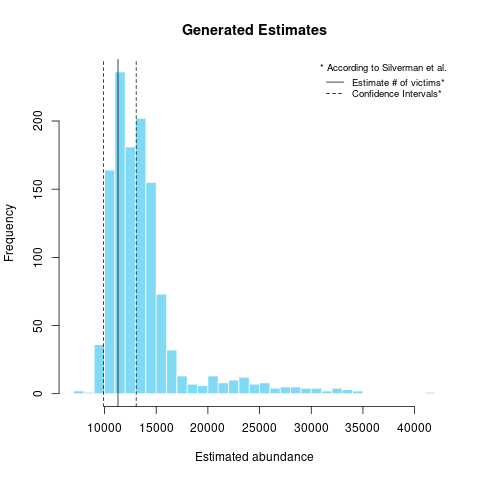 Generated Estimates
* According to Silverman et al.
Estimate # of victims*
Confidence Intervals*
Frequency
200
150
100
50
0
10000 15000 20000 25000 30000 35000 40000
Estimated abundance